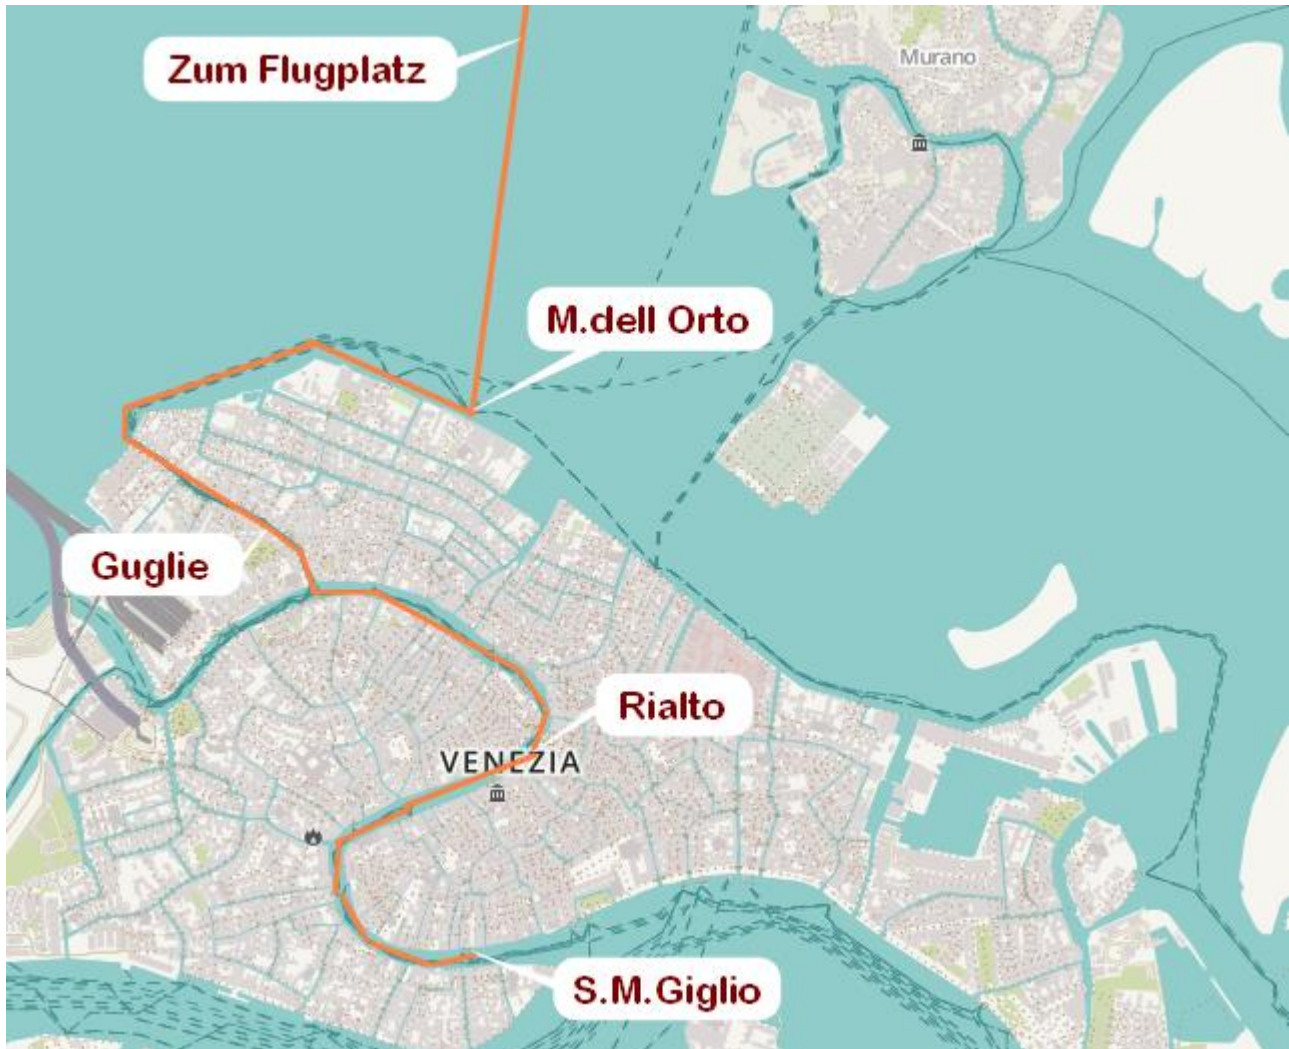 Zum Flugplatz
Murano
M.dell Orto
Guglie
Rialto
VENEZIA
S.M.Giglio